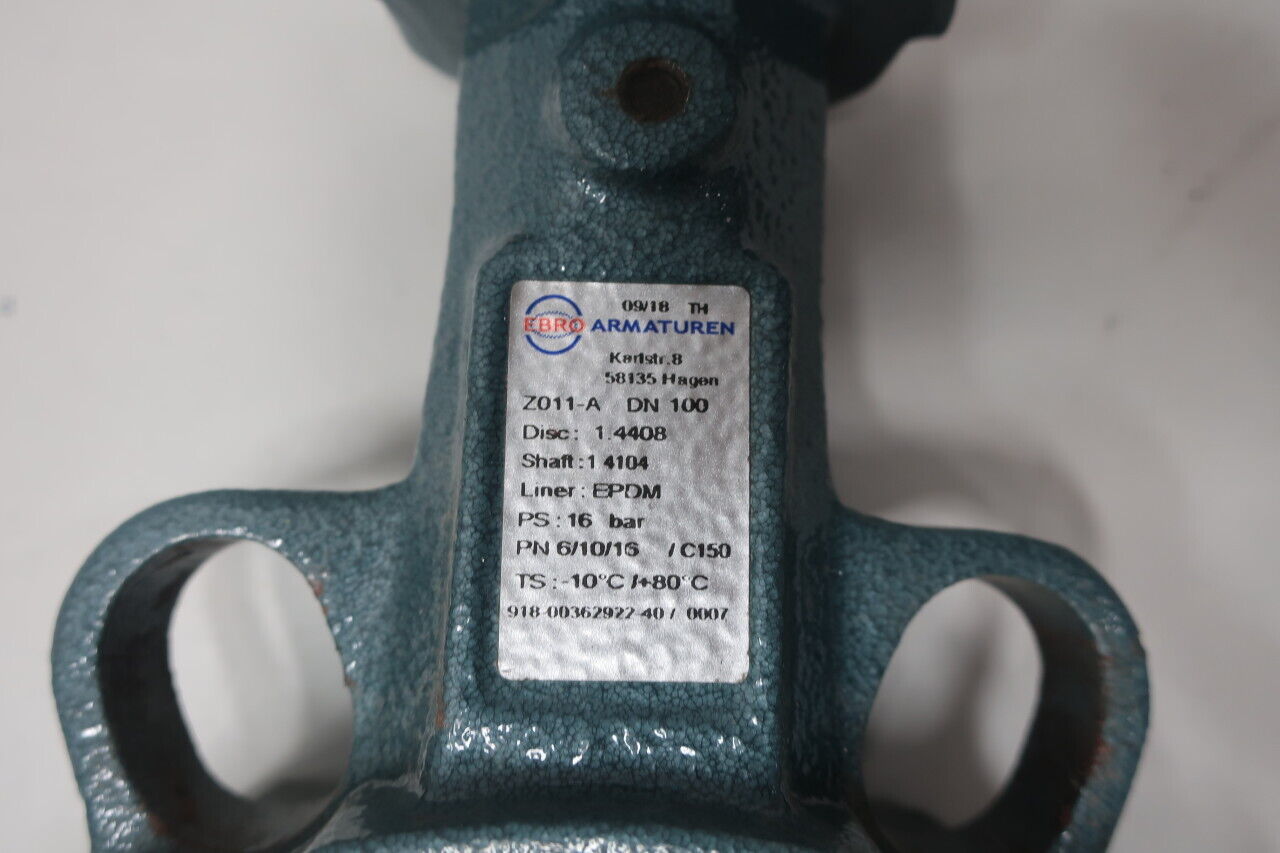 09/18 TH
EBRO ARMATUREN
Karlstr.8
58135 Hagen
Z011-A DN 100
Disc: 1.4408
Shaft:1 4104
Liner: EPDM
PS: 16 bar
PN 6/10/16 / C150
TS:-10°C/+80°C
918-00362922-40 / 0007